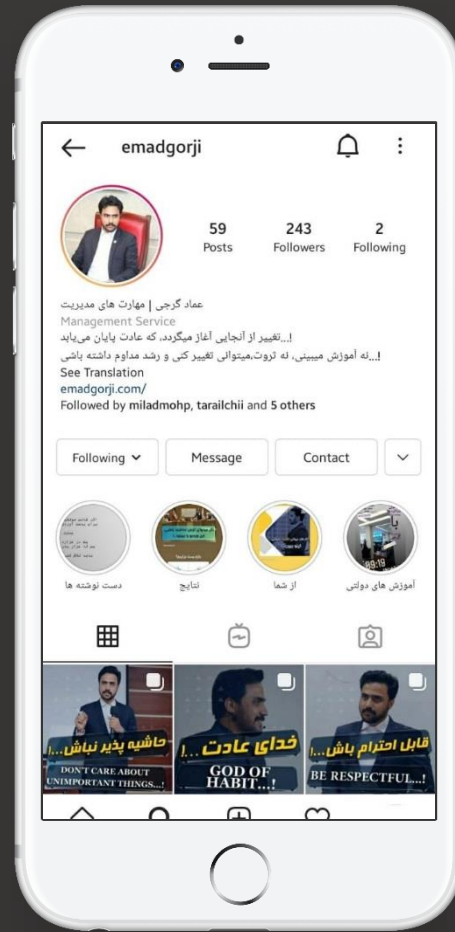 emadgorji
59
243
2
Posts
Followers
Following
عماد گرجی | مهارت های مدیریت
Management Service
تغییر از آنجایی آغاز میگردد، که عادت پایان می‌یابد...!
نه آموزش میبینی، نه ثروت،میتوانی تغییر کنی و رشد مداوم داشته باشی...!
See Translation
emadgorji.com/
Followed by miladmohp, tarailchii and 5 others
Following
Message
Contact
دست نوشته ها
نتایج
از شما
آموزش های دولتی
با
09:19
حاشیه پذیر نباش...!
DON'T CARE ABOUT
UNIMPORTANT THINGS...!
خدای عادت...!
GOD OF
HABIT...!
قابل احترام باش...!
BE RESPECTFUL....!